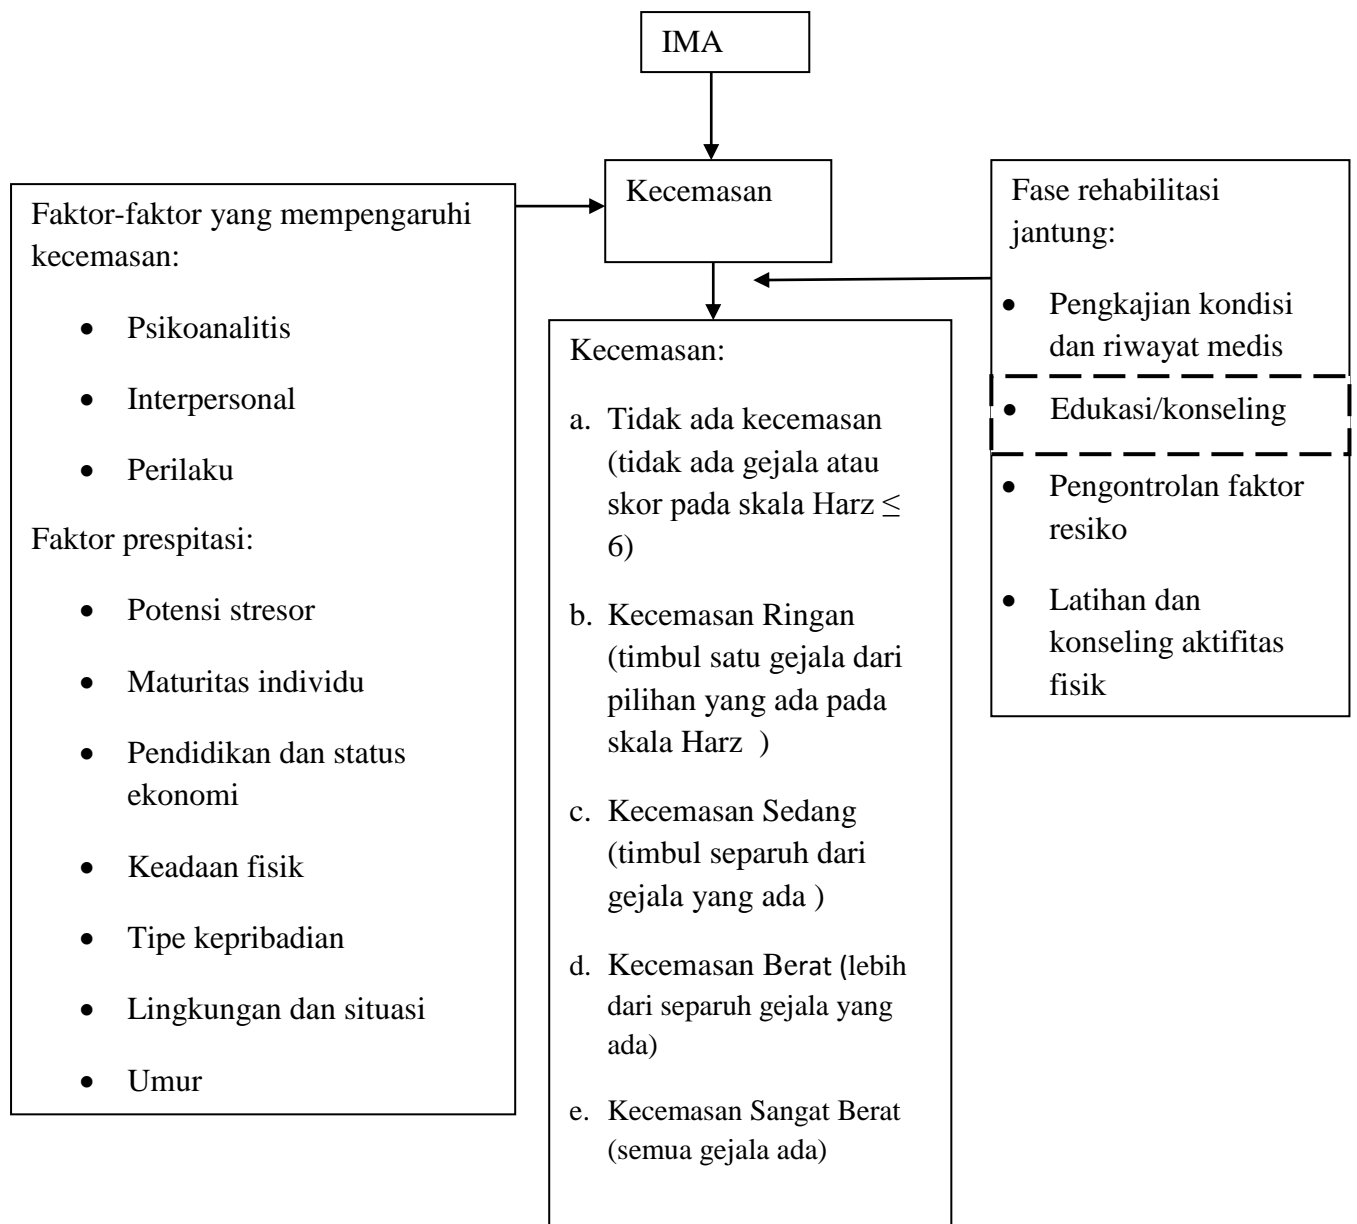 IMA
Kecemasan
Faktor-faktor yang mempengaruhi
kecemasan:
• Psikoanalitis
• Interpersonal
• Perilaku
Faktor prespitasi:
• Potensi stresor
• Maturitas individu
• Pendidikan dan status
ekonomi
• Keadaan fisik
• Tipe kepribadian
• Lingkungan dan situasi
• Umur
Kecemasan:
a. Tidak ada kecemasan
(tidak ada gejala atau
skor pada skala Harz ≤
6)
b. Kecemasan Ringan
(timbul satu gejala dari
pilihan yang ada pada
skala Harz )
c. Kecemasan Sedang
(timbul separuh dari
gejala yang ada )
d. Kecemasan Berat (lebih
dari separuh gejala yang
ada)
e. Kecemasan Sangat Berat
(semua gejala ada)
Fase rehabilitasi
jantung:
• Pengkajian kondisi
dan riwayat medis
• Edukasi/konseling
• Pengontrolan faktor
resiko
• Latihan dan
konseling aktifitas
fisik